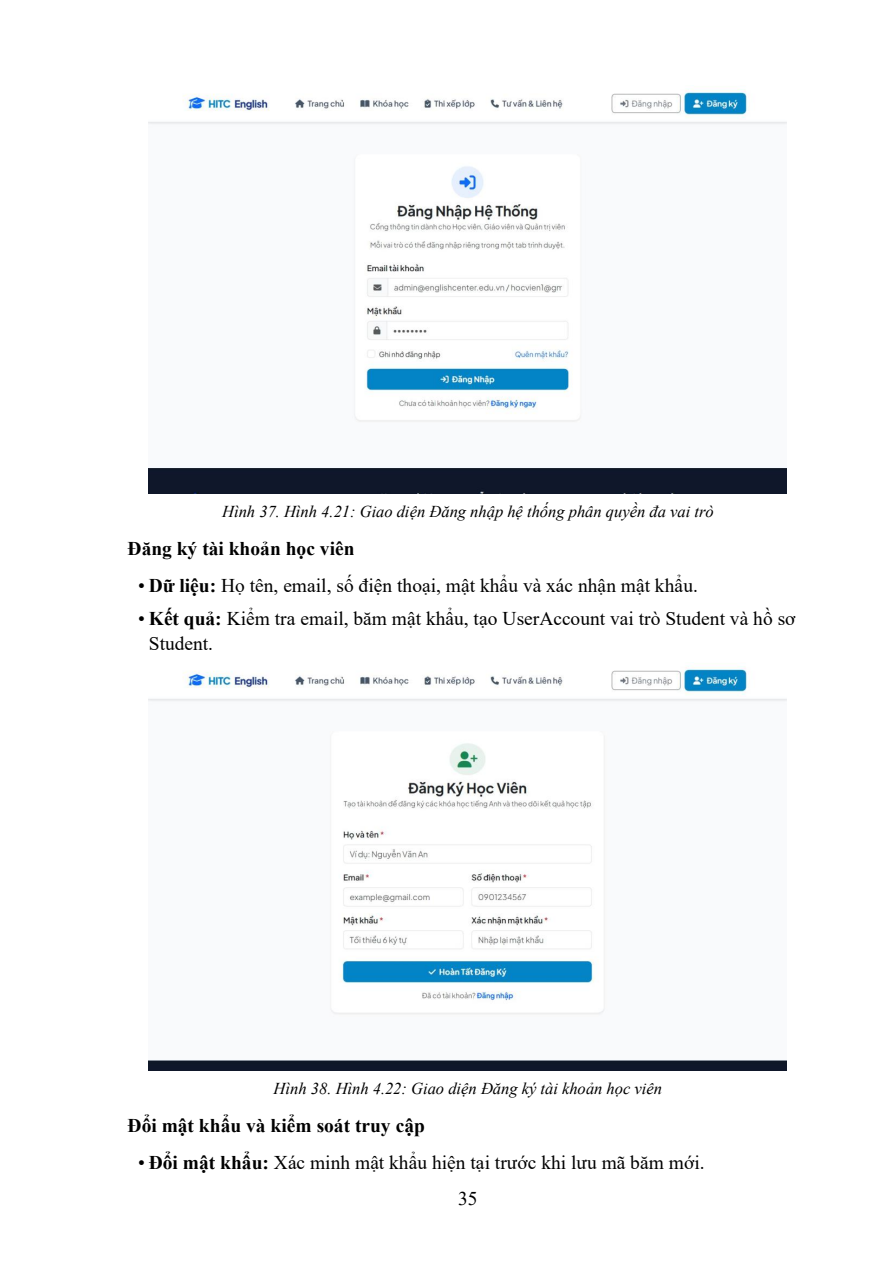 HITC English Trang chủ Khóa học Thi xếp lớp Tư vấn & Liên hệ Đăng nhập Đăng ký
Đăng Nhập Hệ Thống
Cổng thông tin dành cho Học viên, Giáo viên và Quản trị viên
Mỗi vai trò có thể đăng nhập riêng trong một tab trình duyệt.
Email tài khoản
admin@englishcenter.edu.vn / hocvien1@gm
Mật khẩu
••••••••
Ghi nhớ đăng nhập Quên mật khẩu?
Đăng Nhập
Chưa có tài khoản học viên? Đăng ký ngay
Hình 37. Hình 4.21: Giao diện Đăng nhập hệ thống phân quyền đa vai trò
Đăng ký tài khoản học viên
• Dữ liệu: Họ tên, email, số điện thoại, mật khẩu và xác nhận mật khẩu.
• Kết quả: Kiểm tra email, băm mật khẩu, tạo UserAccount vai trò Student và hồ sơ
Student.
HITC English Trang chủ Khóa học Thi xếp lớp Tư vấn & Liên hệ Đăng nhập Đăng ký
Đăng Ký Học Viên
Tạo tài khoản để đăng ký các khóa học tiếng Anh và theo dõi kết quả học tập
Họ và tên *
Ví dụ: Nguyễn Văn An
Email * Số điện thoại *
example@gmail.com 0901234567
Mật khẩu * Xác nhận mật khẩu *
Tối thiểu 6 ký tự Nhập lại mật khẩu
Hoàn Tất Đăng Ký
Đã có tài khoản? Đăng nhập
Hình 38. Hình 4.22: Giao diện Đăng ký tài khoản học viên
Đổi mật khẩu và kiểm soát truy cập
• Đổi mật khẩu: Xác minh mật khẩu hiện tại trước khi lưu mã băm mới.
35